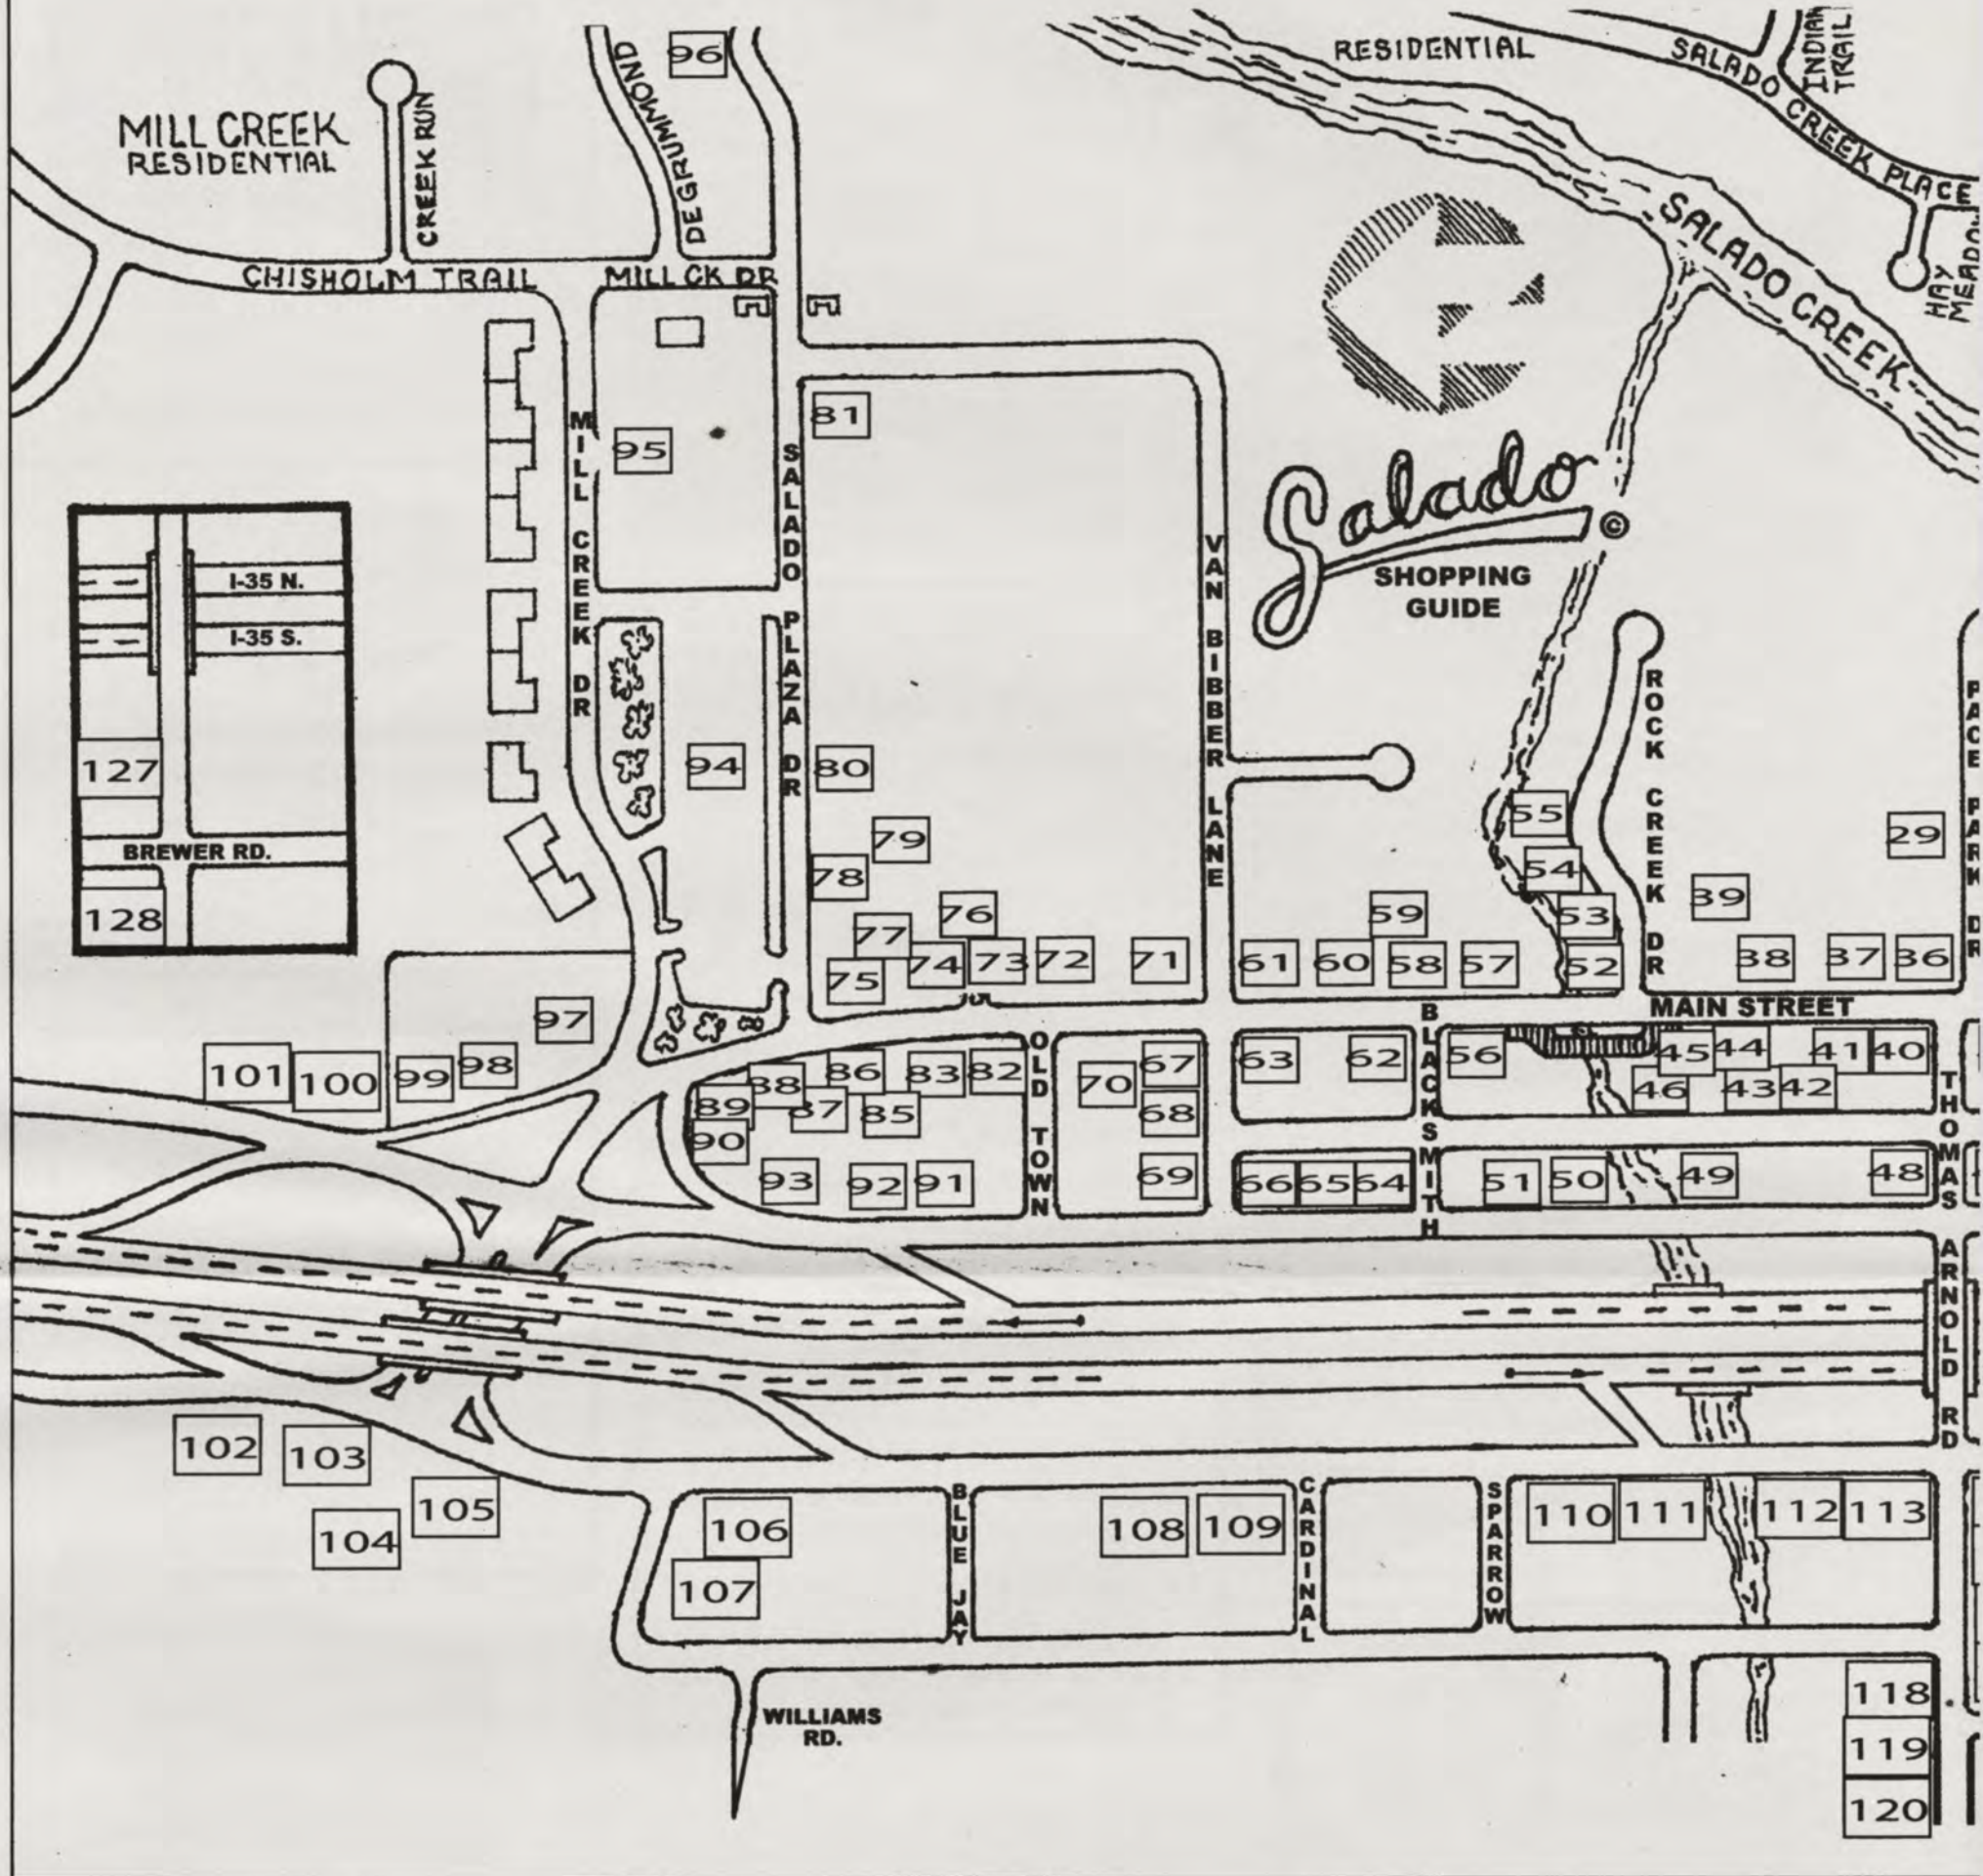 96
DEGRUMMOND
RESIDENTIAL
SALADO CREEK PLACE
INDIAN
TRAIL
MILL CREEK
RESIDENTIAL
CREEK RUN
CHISHOLM TRAIL
MILL CK DR
SALADO CREEK
HAY
MEADOW
81
95
MILL CREEK DR
SALADO PLAZA DR
VAN BIBBER LANE
Salado ©
SHOPPING
GUIDE
I-35 N.
I-35 S.
127
BREWER RD.
128
ROCK CREEK DR
PACE PARK DR
94
80
79
78
55
54
53
52
29
39
77
76
75
74
73
72
71
61
60
59
58
57
38
37
36
MAIN STREET
97
101
100
99
98
OLD TOWN
BLACKSMITH
THOMAS ARNOLD RD
86
83
82
88
89
87
85
90
93
92
91
70
67
68
69
63
62
56
45
44
41
40
46
43
42
66
65
64
51
50
49
48
102
103
104
105
106
107
BLUE JAY
108
109
CARDINAL
SPARROW
110
111
112
113
WILLIAMS
RD.
118
119
120